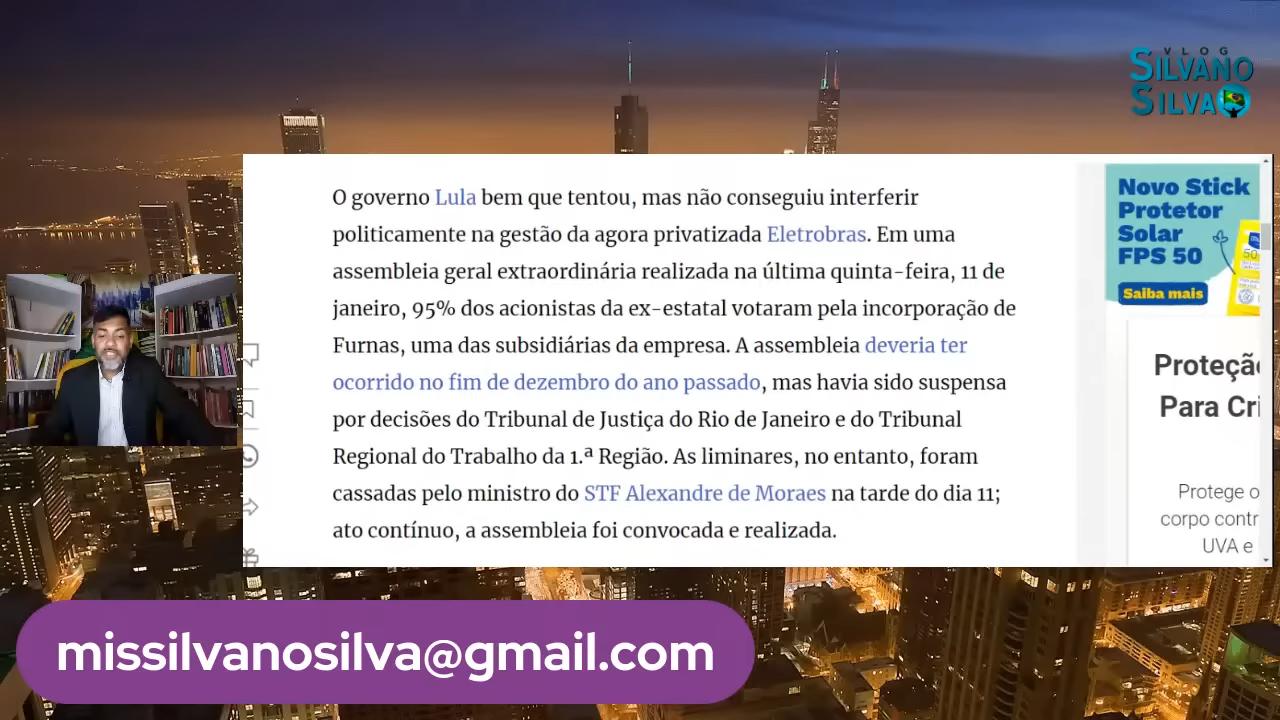 VLOG
SILVANO
SILVA
O governo Lula bem que tentou, mas não conseguiu interferir
politicamente na gestão da agora privatizada Eletrobras. Em uma
assembleia geral extraordinária realizada na última quinta-feira, 11 de
janeiro, 95% dos acionistas da ex-estatal votaram pela incorporação de
Furnas, uma das subsidiárias da empresa. A assembleia deveria ter
ocorrido no fim de dezembro do ano passado, mas havia sido suspensa
por decisões do Tribunal de Justiça do Rio de Janeiro e do Tribunal
Regional do Trabalho da 1.ª Região. As liminares, no entanto, foram
cassadas pelo ministro do STF Alexandre de Moraes na tarde do dia 11;
ato contínuo, a assembleia foi convocada e realizada.
Novo Stick
Protetor
Solar
FPS 50
Saiba mais
50
Proteção
Para Cri
Protege o
corpo contr
UVA e
missilvanosilva@gmail.com